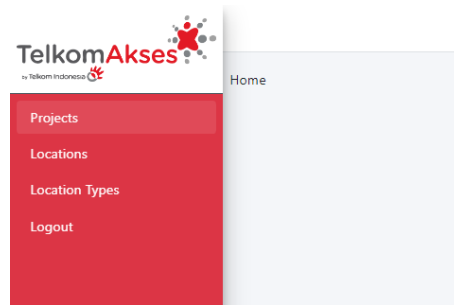 TelkomAkses
by Telkom Indonesia
Home
Projects
Locations
Location Types
Logout